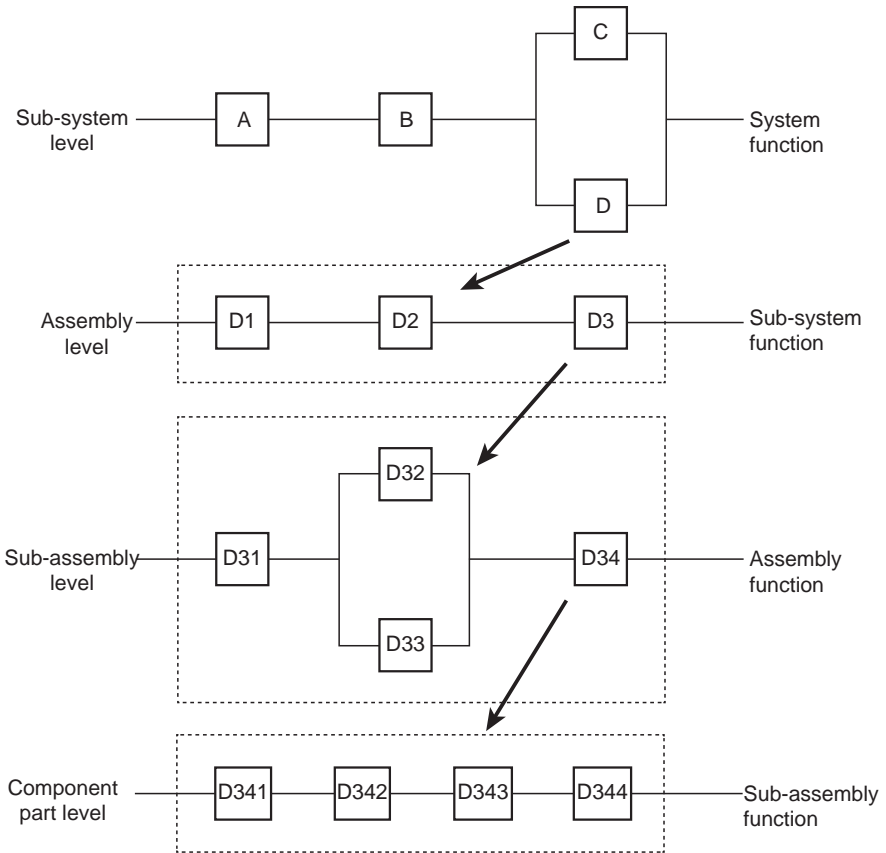 C
Sub-system
level
A
B
System
function
D
Assembly
level
D1
D2
D3
Sub-system
function
D32
Sub-assembly
level
D31
D34
Assembly
function
D33
Component
part level
D341
D342
D343
D344
Sub-assembly
function